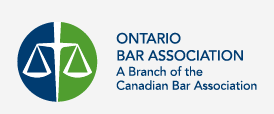 ONTARIO
BAR ASSOCIATION
A Branch of the
Canadian Bar Association